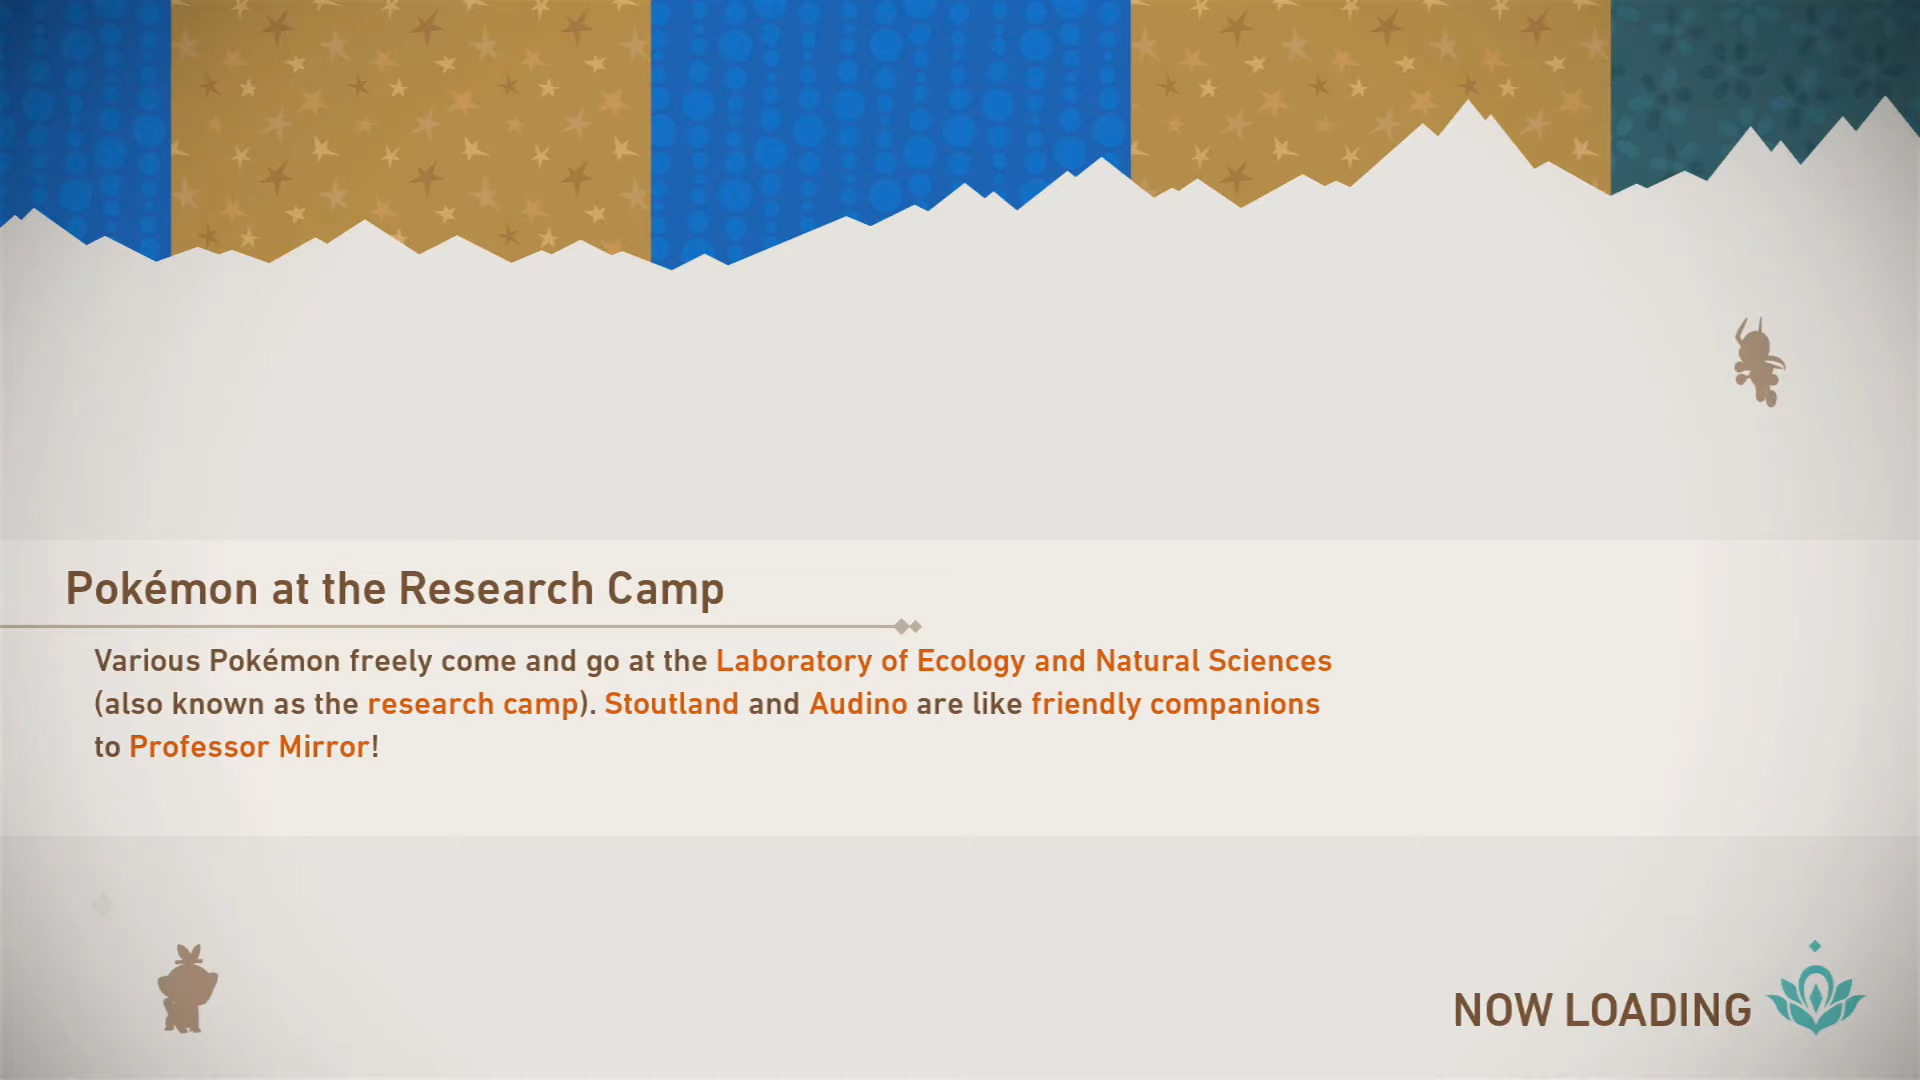 Pokémon at the Research Camp
Various Pokémon freely come and go at the Laboratory of Ecology and Natural Sciences
(also known as the research camp). Stoutland and Audino are like friendly companions
to Professor Mirror!
NOW LOADING